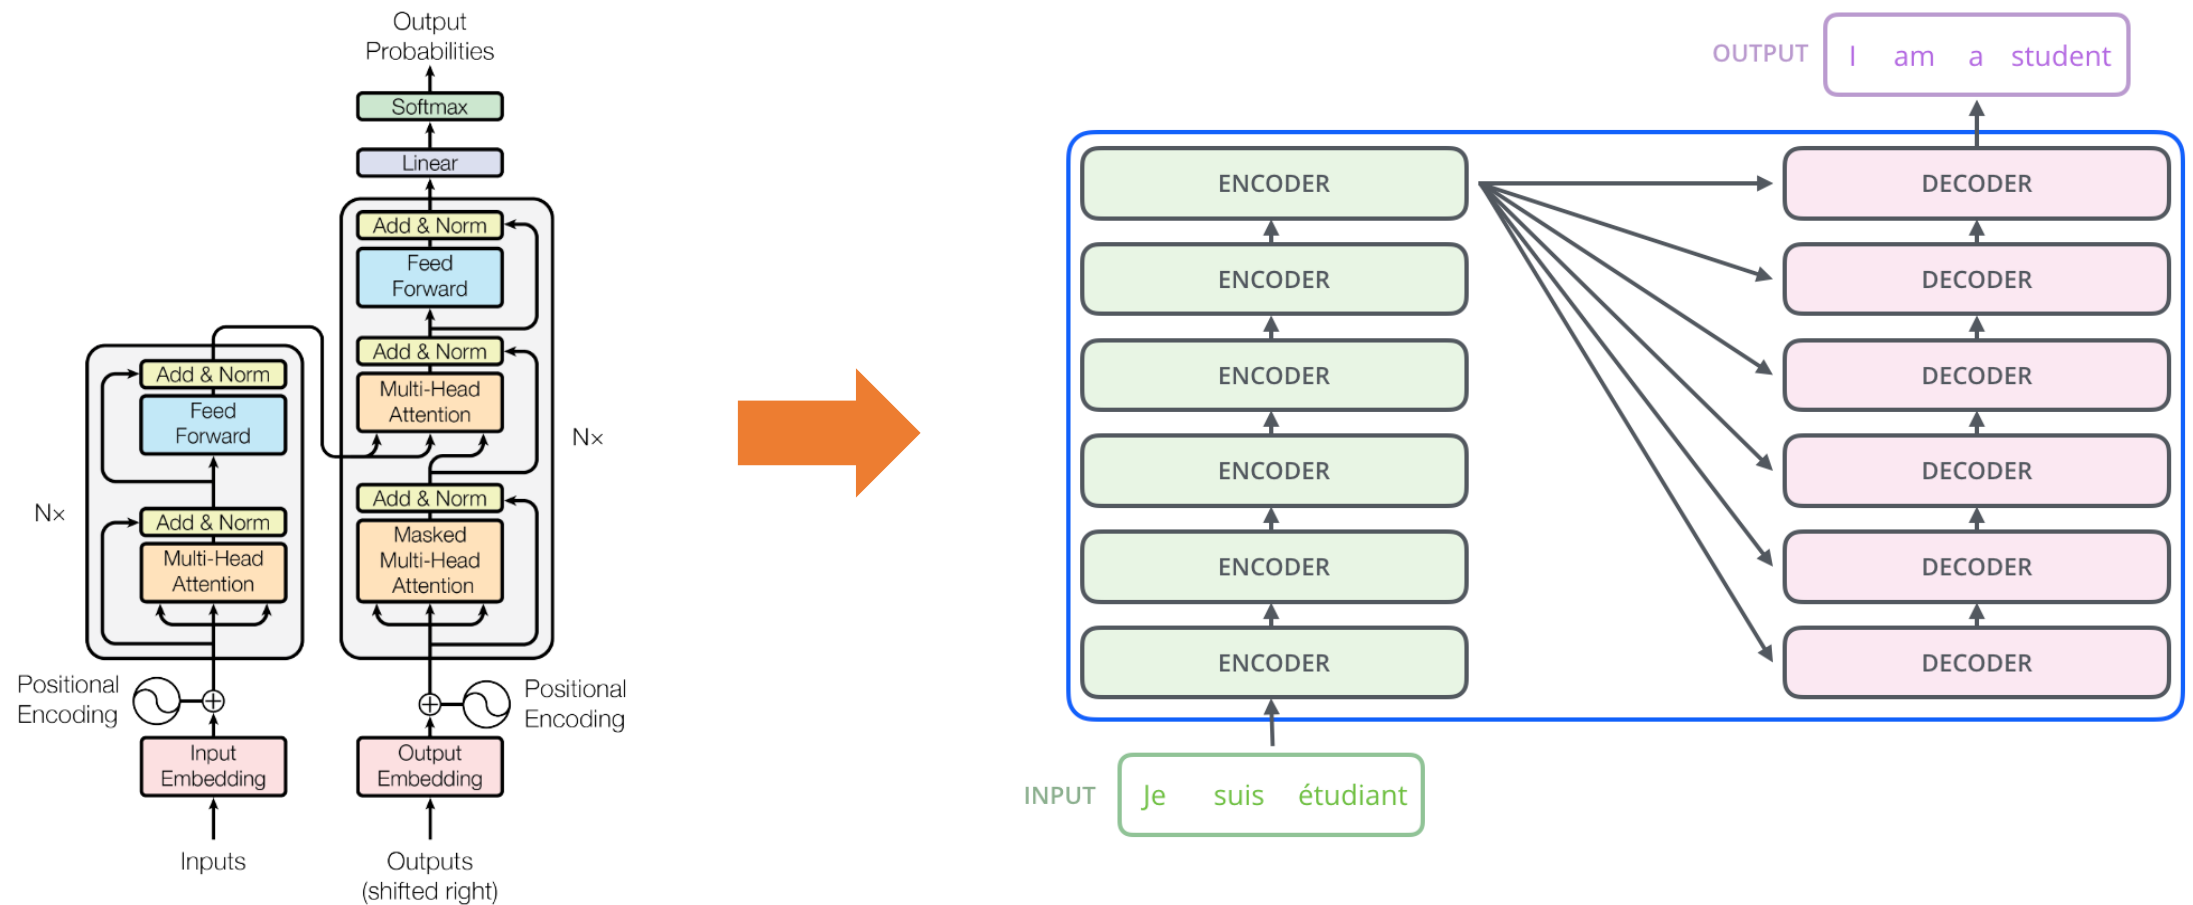 Output
Probabilities
Softmax
Linear
Add & Norm
Feed
Forward
Add & Norm
Multi-Head
Attention
Nx
Add & Norm
Masked
Multi-Head
Attention
Add & Norm
Feed
Forward
Nx
Add & Norm
Multi-Head
Attention
Positional
Encoding
Positional
Encoding
Input
Embedding
Output
Embedding
Inputs
Outputs
(shifted right)
OUTPUT
I am a student
ENCODER
ENCODER
ENCODER
ENCODER
ENCODER
ENCODER
DECODER
DECODER
DECODER
DECODER
DECODER
DECODER
INPUT
Je suis étudiant